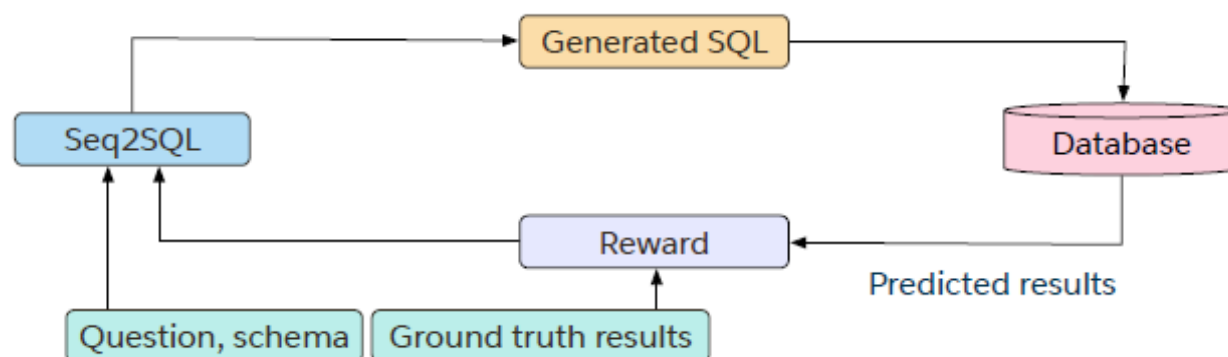 Generated SQL
Seq2SQL
Database
Reward
Predicted results
Question, schema
Ground truth results